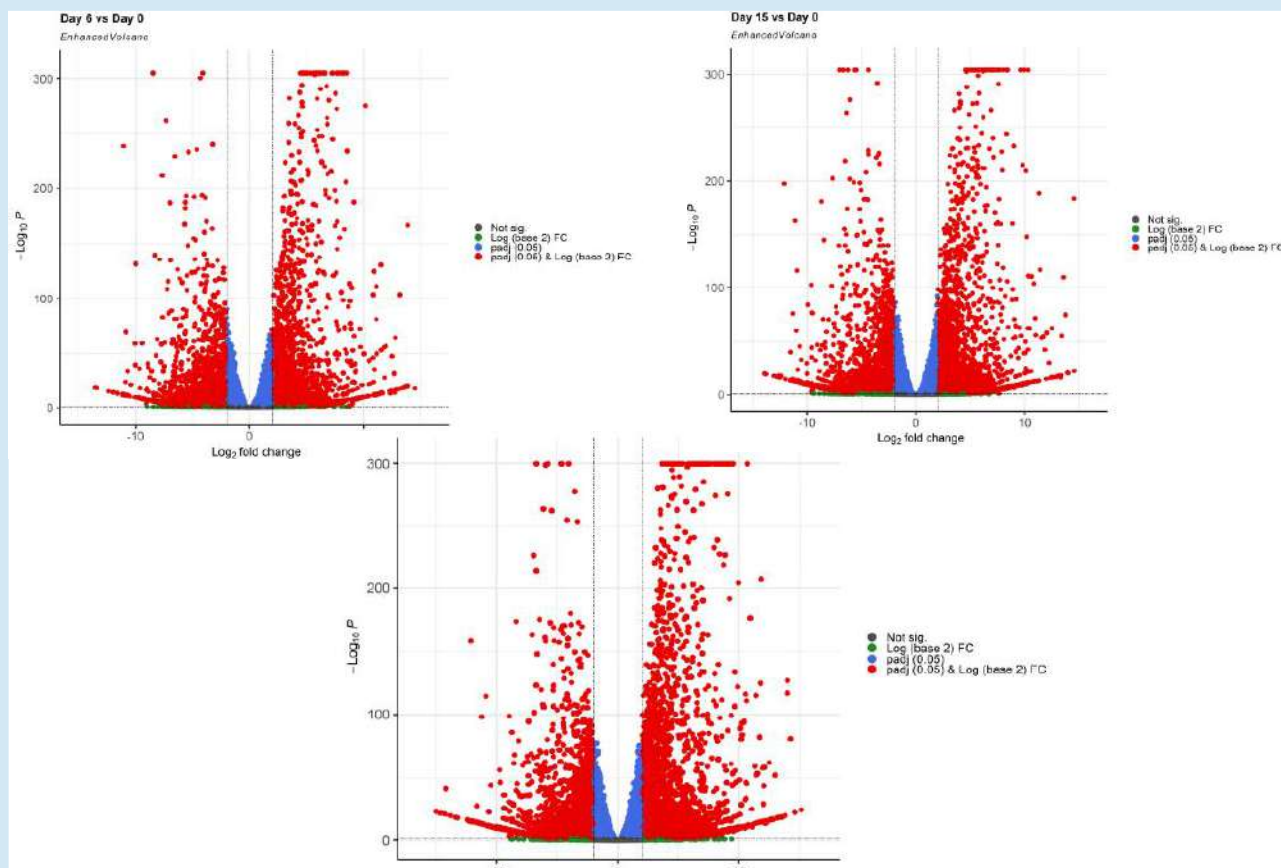 Day 6 vs Day 0
EnhancedVolcano
300
200
100
0
-10
0
−Log10 P
Log2 fold change
Not sig.
Log (base 2) FC
padj (0.05)
padj (0.05) & Log (base 2) FC
Day 15 vs Day 0
EnhancedVolcano
300
200
100
0
-10
0
10
−Log10 P
Log2 fold change
Not sig.
Log (base 2) FC
padj (0.05)
padj (0.05) & Log (base 2) FC
300
200
100
0
−Log10 P
Not sig.
Log (base 2) FC
padj (0.05)
padj (0.05) & Log (base 2) FC